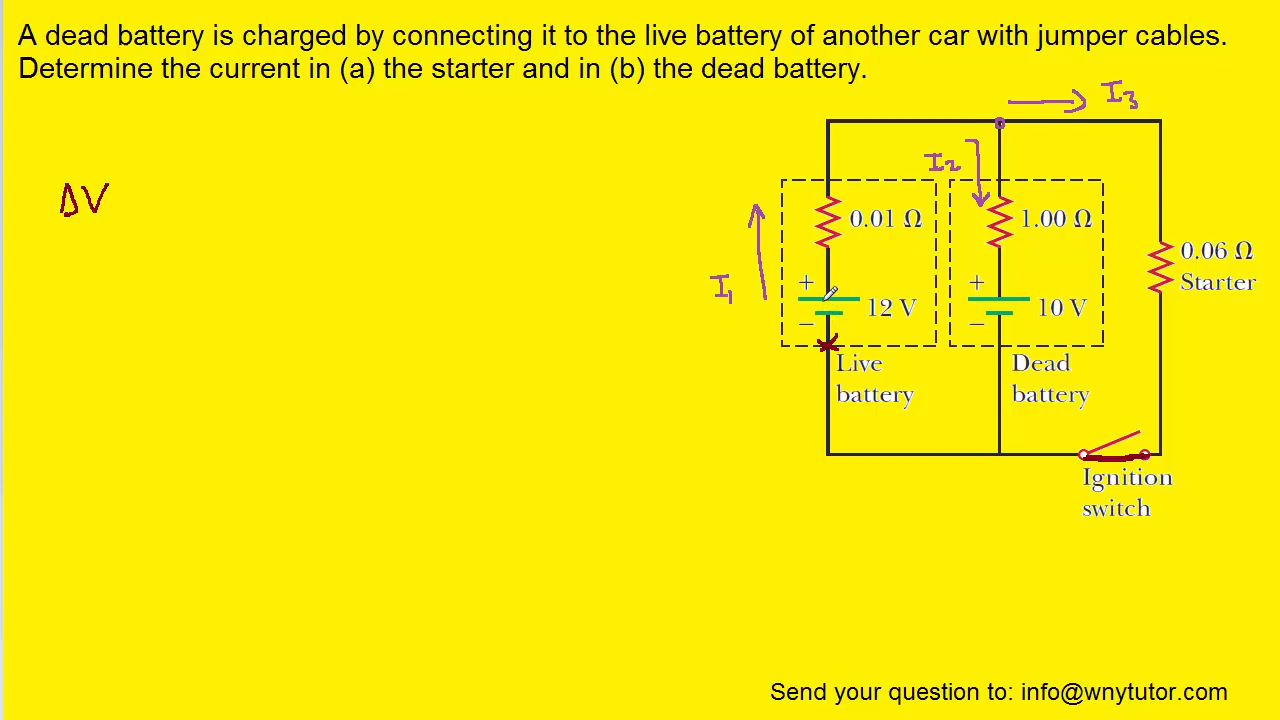 A dead battery is charged by connecting it to the live battery of another car with jumper cables.
Determine the current in (a) the starter and in (b) the dead battery.
I3
I2
ΔV
0.01 Ω
1.00 Ω
0.06 Ω
Starter
I1
+
+
12 V
10 V
−
−
Live
battery
Dead
battery
Ignition
switch
Send your question to: info@wnytutor.com